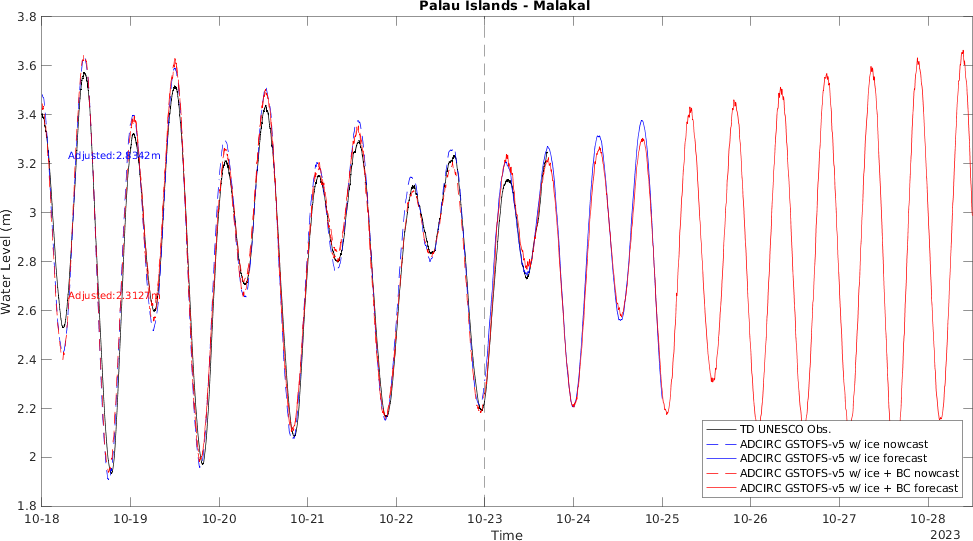 Palau Islands - Malakal
3.8
3.6
3.4
3.2
3
2.8
2.6
2.4
2.2
2
1.8
Water Level (m)
Adjusted:2.8342m
Adjusted:2.3127m
TD UNESCO Obs.
ADCIRC GSTOFS-v5 w/ ice nowcast
ADCIRC GSTOFS-v5 w/ ice forecast
ADCIRC GSTOFS-v5 w/ ice + BC nowcast
ADCIRC GSTOFS-v5 w/ ice + BC forecast
10-18 10-19 10-20 10-21 10-22 10-23 10-24 10-25 10-26 10-27 10-28
Time
2023